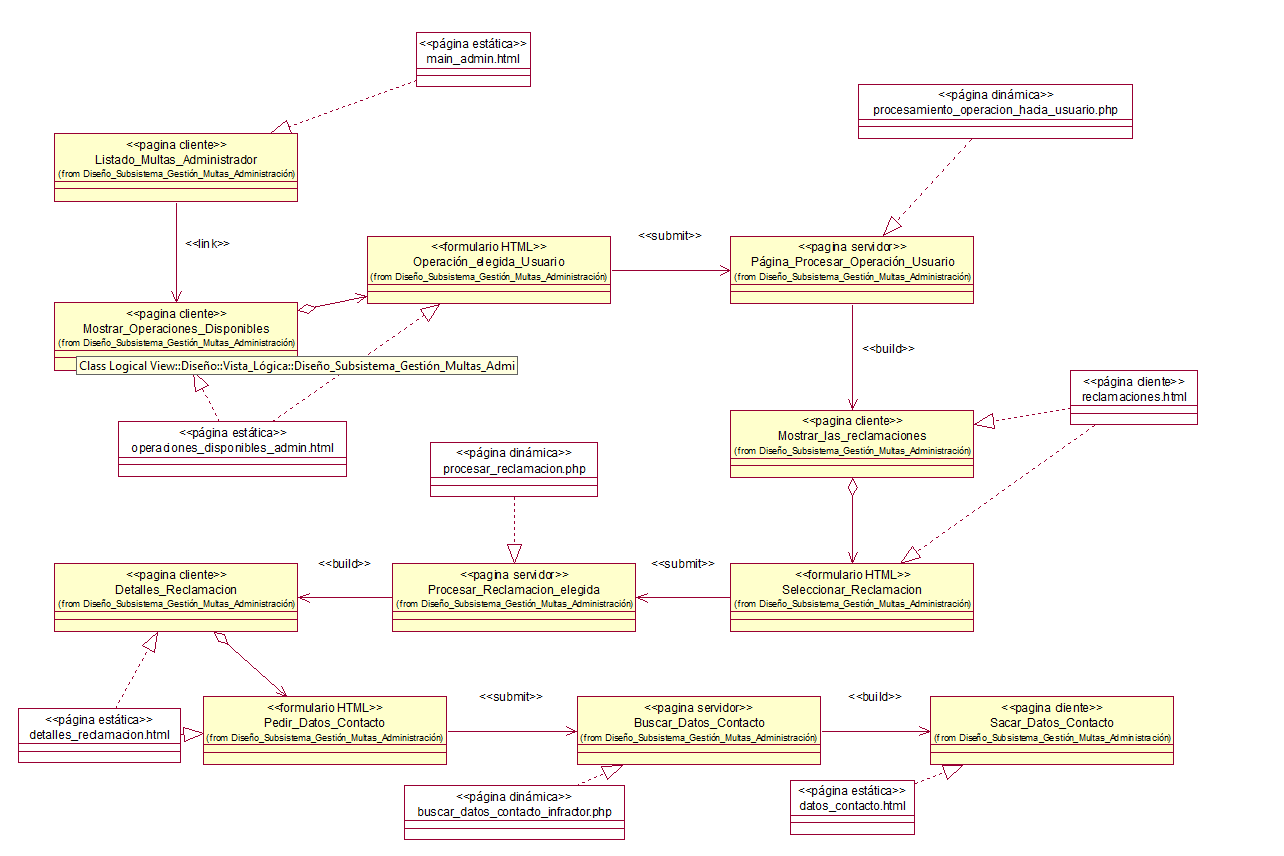 <<página estática>>
main_admin.html
<<página dinámica>>
procesamiento_operacion_hacia_usuario.php
<<pagina cliente>>
Listado_Multas_Administrador
(from Diseño_Subsistema_Gestión_Multas_Administración)
<<link>>
<<formulario HTML>>
Operación_elegida_Usuario
(from Diseño_Subsistema_Gestión_Multas_Administración)
<<submit>>
<<pagina servidor>>
Página_Procesar_Operación_Usuario
(from Diseño_Subsistema_Gestión_Multas_Administración)
<<pagina cliente>>
Mostrar_Operaciones_Disponibles
(from Diseño_Subsistema_Gestión_Multas_Administración)
Class Logical View::Diseño::Vista_Lógica::Diseño_Subsistema_Gestión_Multas_Admi
<<build>>
<<página cliente>>
reclamaciones.html
<<página estática>>
operaciones_disponibles_admin.html
<<página dinámica>>
procesar_reclamacion.php
<<pagina cliente>>
Mostrar_las_reclamaciones
(from Diseño_Subsistema_Gestión_Multas_Administración)
<<pagina cliente>>
Detalles_Reclamacion
(from Diseño_Subsistema_Gestión_Multas_Administración)
<<build>>
<<pagina servidor>>
Procesar_Reclamacion_elegida
(from Diseño_Subsistema_Gestión_Multas_Administración)
<<submit>>
<<formulario HTML>>
Seleccionar_Reclamacion
(from Diseño_Subsistema_Gestión_Multas_Administración)
<<página estática>>
detalles_reclamacion.html
<<formulario HTML>>
Pedir_Datos_Contacto
(from Diseño_Subsistema_Gestión_Multas_Administración)
<<submit>>
<<pagina servidor>>
Buscar_Datos_Contacto
(from Diseño_Subsistema_Gestión_Multas_Administración)
<<build>>
<<pagina cliente>>
Sacar_Datos_Contacto
(from Diseño_Subsistema_Gestión_Multas_Administración)
<<página dinámica>>
buscar_datos_contacto_infractor.php
<<página estática>>
datos_contacto.html